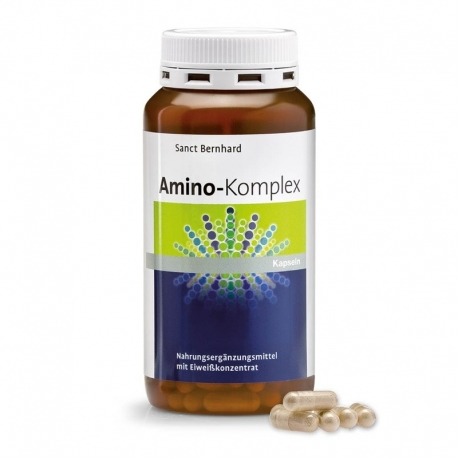 Sanct Bernhard
Amino-Komplex
Kapseln
Nahrungsergänzungsmittel
mit Eiweißkonzentrat